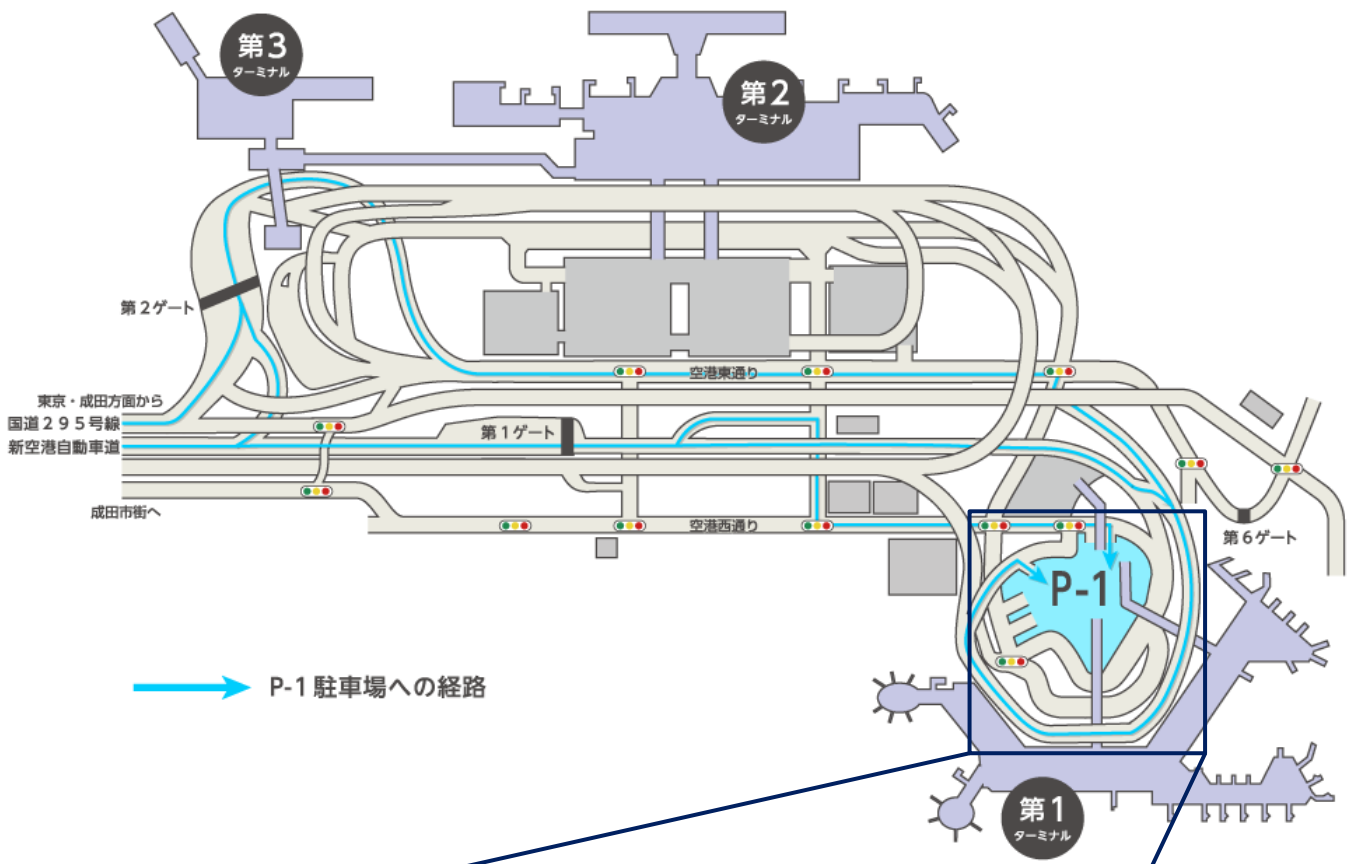 第3
ターミナル
第2
ターミナル
第2ゲート
東京・成田方面から
国道295号線
新空港自動車道
第1ゲート
空港東通り
成田市街へ
空港西通り
第6ゲート
P-1
P-1駐車場への経路
第1
ターミナル